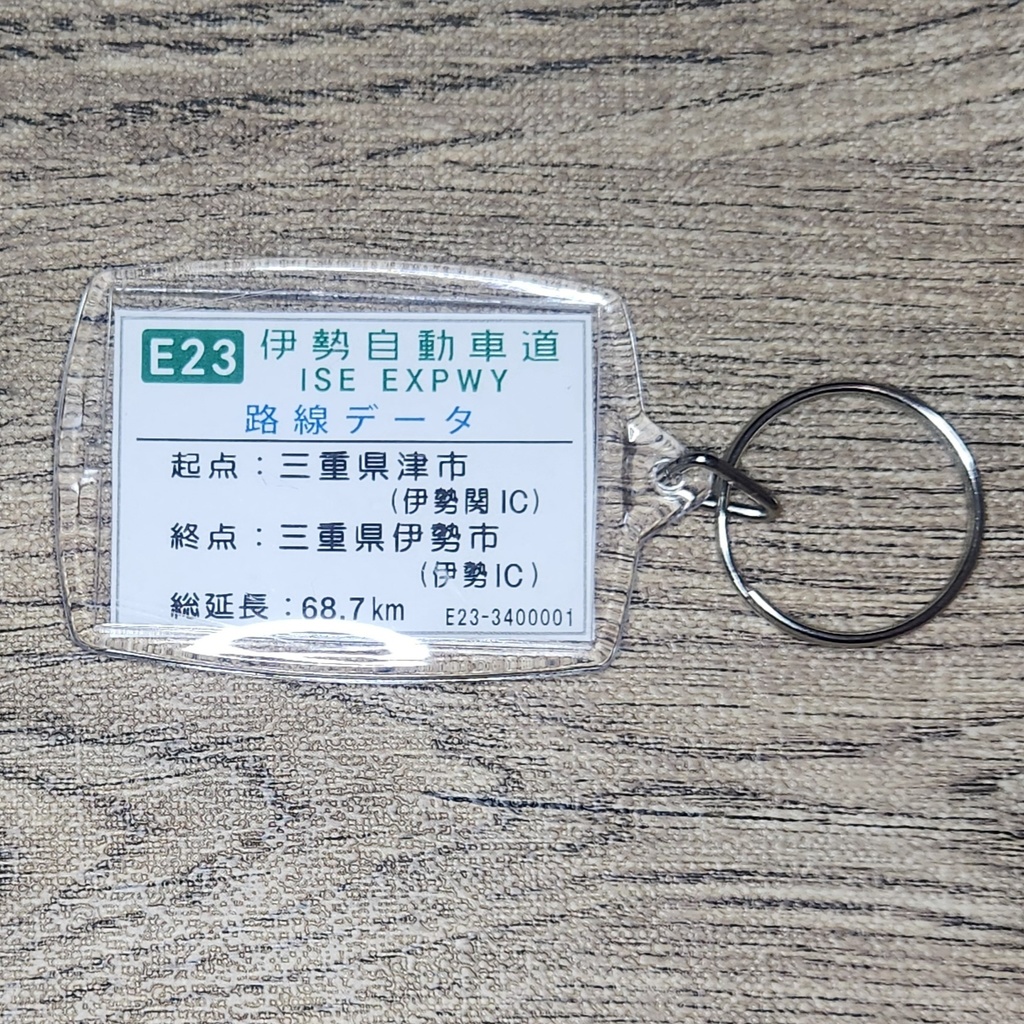 E23 伊勢自動車道
ISE EXPWY
路線データ
起点：三重県津市
(伊勢関IC)
終点：三重県伊勢市
(伊勢IC)
総延長：68.7km E23-3400001